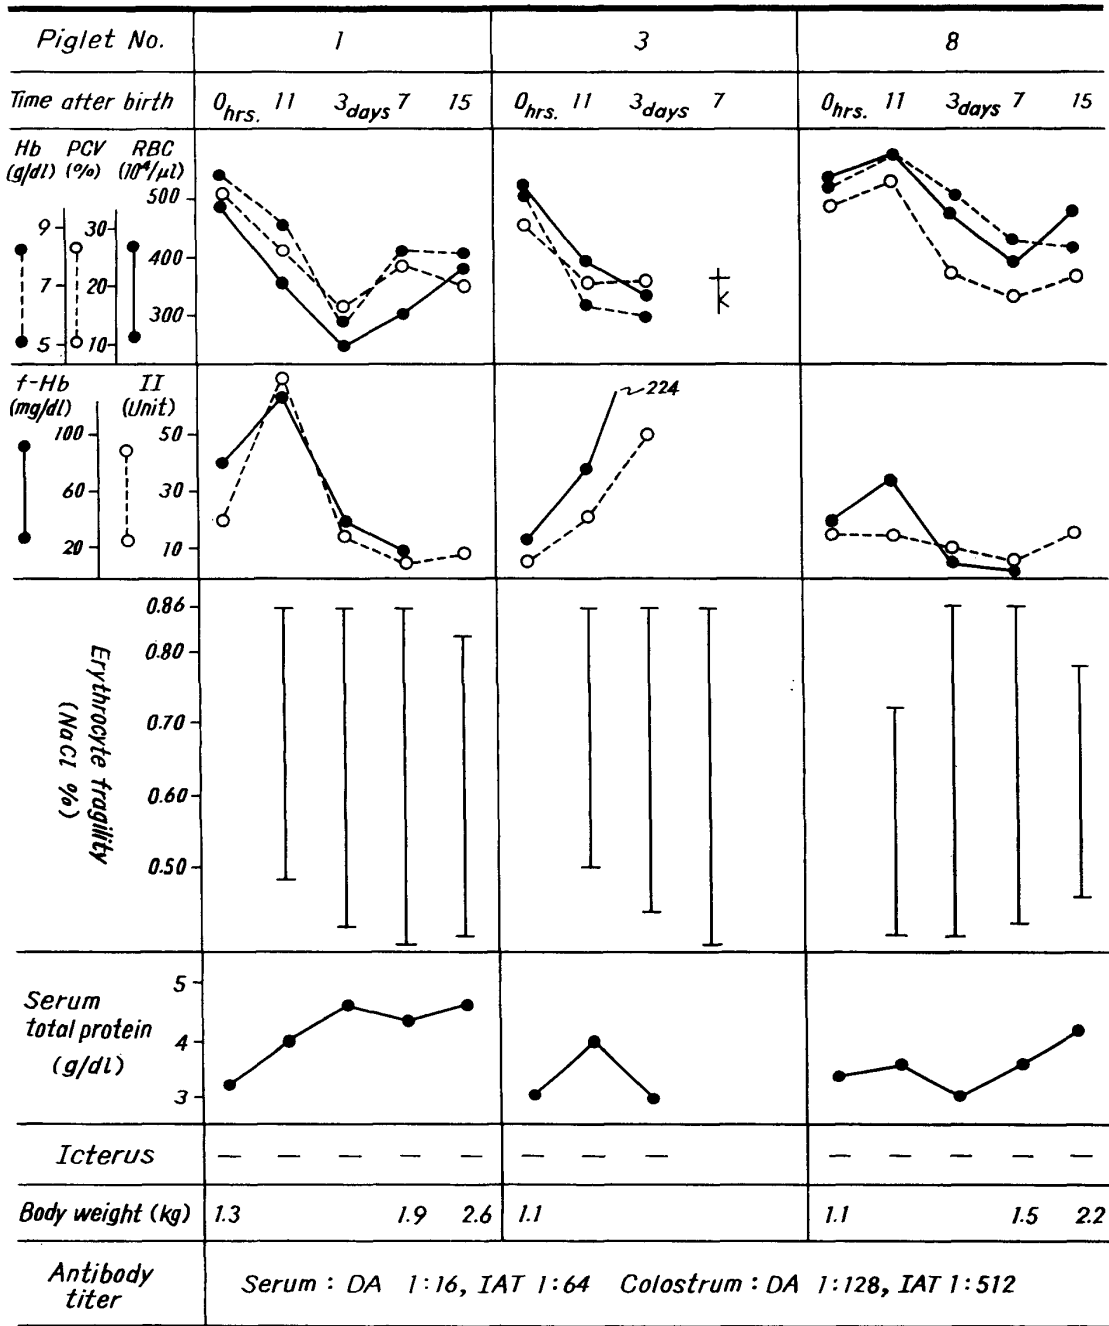 Piglet No. 1 3 8
Time after birth 0hrs. 11 3days 7 15 0hrs. 11 3days 7 0hrs. 11 3days 7 15
Hb PCV RBC
(g/dl) (%) (10⁴/μl)
500
9 30
400
7 20
300
5 10
K
f-Hb II
(mg/dl) (Unit)
~224
100 50
60 30
20 10
Erythrocyte fragility
(NaCl %)
0.86
0.80
0.70
0.60
0.50
Serum
total protein
(g/dl)
5
4
3
Icterus — — — — — — — — — — — — —
Body weight (kg) 1.3 1.9 2.6 1.1 1.1 1.5 2.2
Antibody
titer
Serum : DA 1:16, IAT 1:64 Colostrum : DA 1:128, IAT 1:512